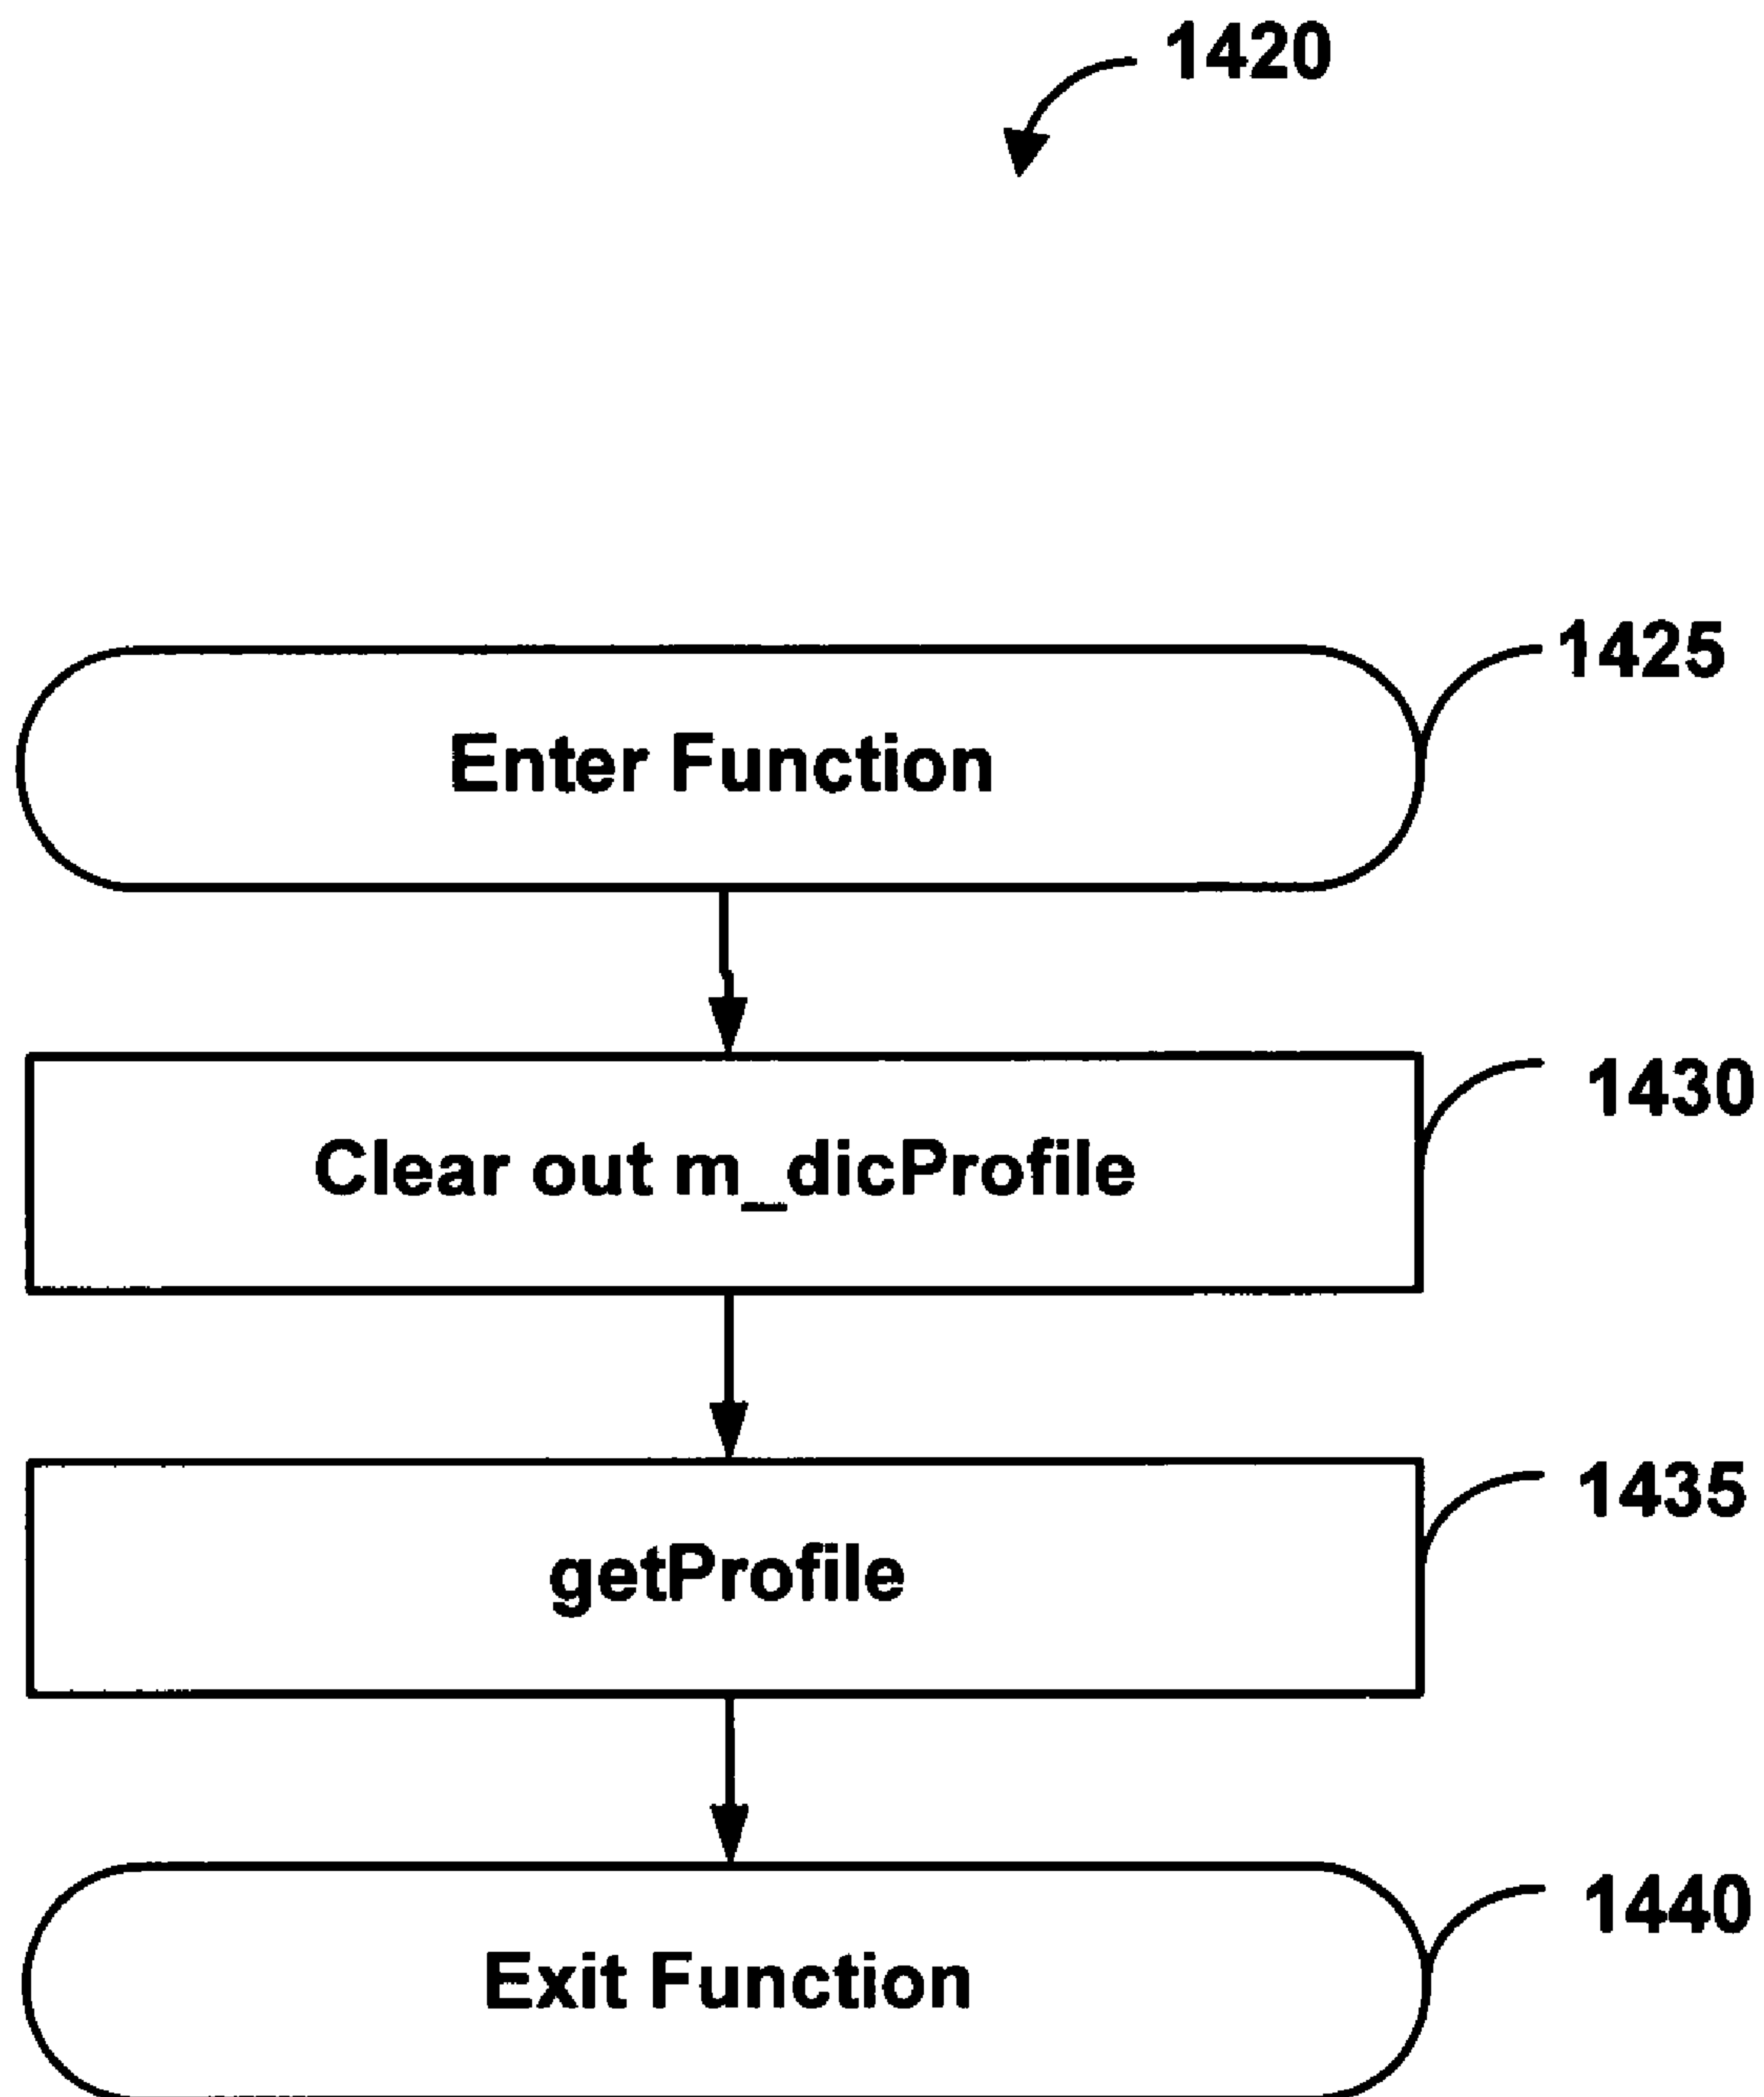 1420
1425
Enter Function
1430
Clear out m_dicProfile
1435
getProfile
1440
Exit Function